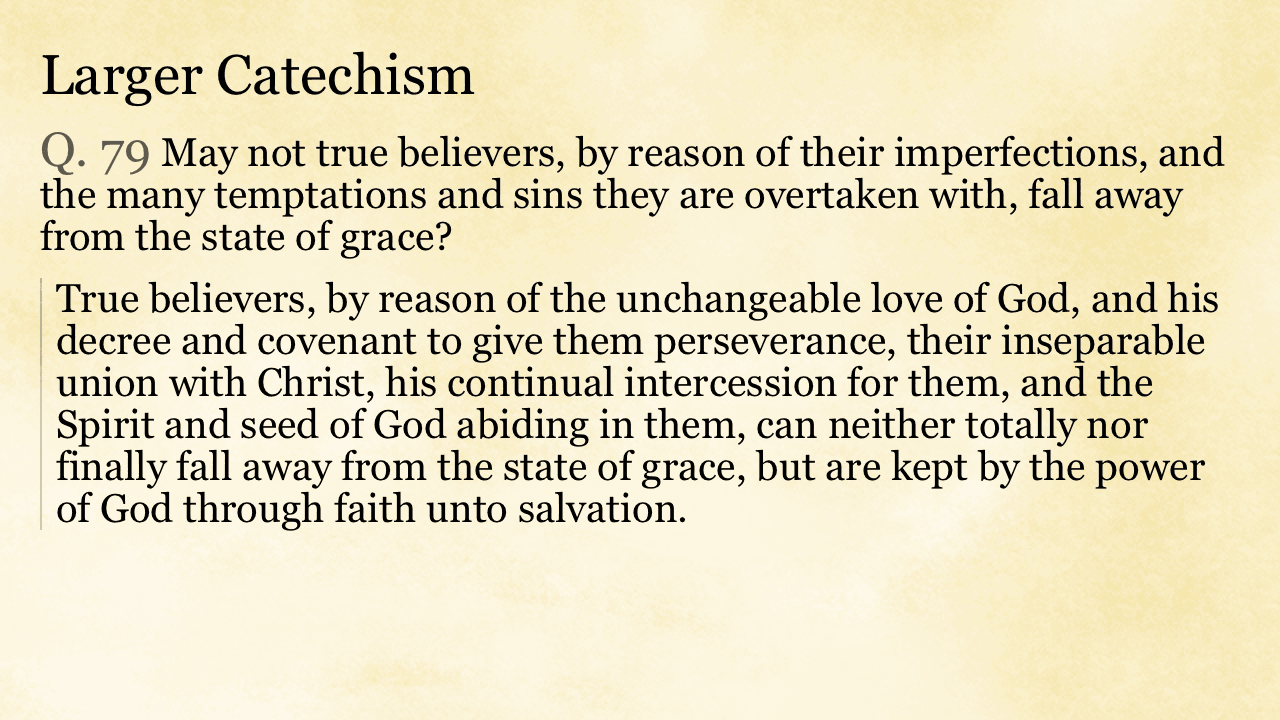 Larger Catechism
Q. 79 May not true believers, by reason of their imperfections, and
the many temptations and sins they are overtaken with, fall away
from the state of grace?
True believers, by reason of the unchangeable love of God, and his
decree and covenant to give them perseverance, their inseparable
union with Christ, his continual intercession for them, and the
Spirit and seed of God abiding in them, can neither totally nor
finally fall away from the state of grace, but are kept by the power
of God through faith unto salvation.